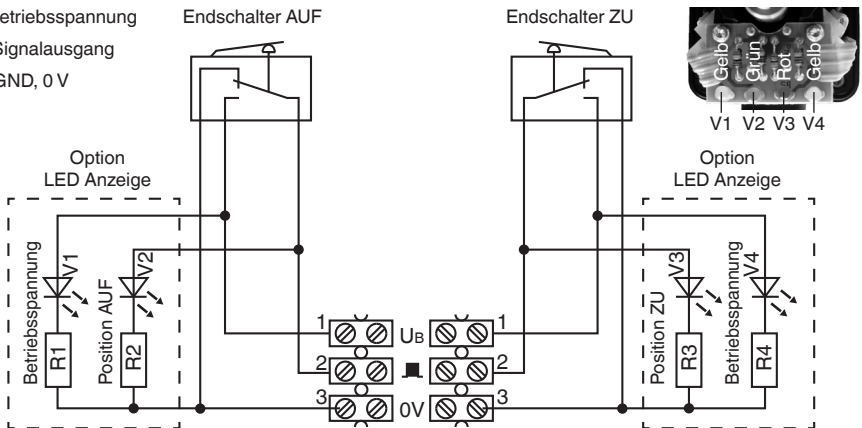 etriebsspannung
Signalausgang
GND, 0 V
Endschalter AUF
Endschalter ZU
Gelb
Grün
Rot
Gelb
V1 V2 V3 V4
Option
LED Anzeige
Option
LED Anzeige
Betriebsspannung
V1
R1
Position AUF
V2
R2
1
2
3
UB
0V
1
2
3
Position ZU
V3
R3
Betriebsspannung
V4
R4